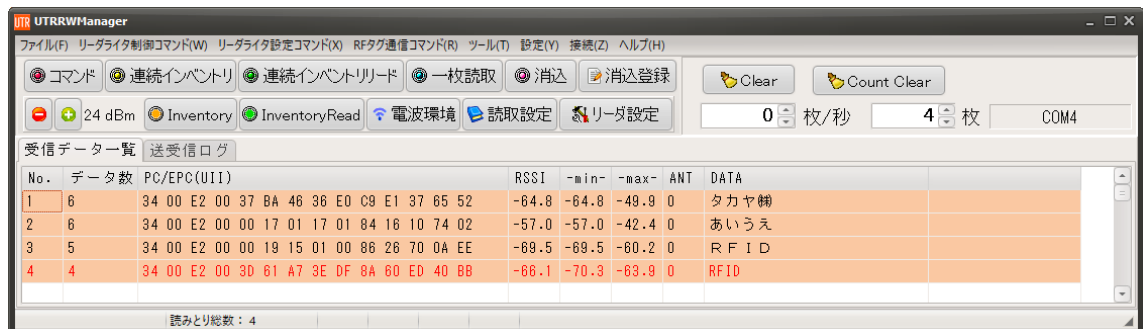 UTR UTRRWManager
ファイル(F) リーダライタ制御コマンド(W) リーダライタ設定コマンド(X) RFタグ通信コマンド(R) ツール(T) 設定(Y) 接続(Z) ヘルプ(H)
コマンド 連続インベントリ 連続インベントリリード 一枚読取 消込 消込登録 Clear Count Clear
24 dBm Inventory InventoryRead 電波環境 読取設定 リーダ設定 0 枚/秒 4 枚 COM4
受信データ一覧 送受信ログ
No. データ数 PC/EPC(UII) RSSI -min- -max- ANT DATA
1 6 34 00 E2 00 37 BA 46 36 E0 C9 E1 37 65 52 -64.8 -64.8 -49.9 0 タカヤ㈱
2 6 34 00 E2 00 00 17 01 17 01 84 16 10 74 02 -57.0 -57.0 -42.4 0 あいうえ
3 5 34 00 E2 00 00 19 15 01 00 86 26 70 0A EE -69.5 -69.5 -60.2 0 ＲＦＩＤ
4 4 34 00 E2 00 3D 61 A7 3E DF 8A 60 ED 40 BB -66.1 -70.3 -63.9 0 RFID
読みとり総数：4